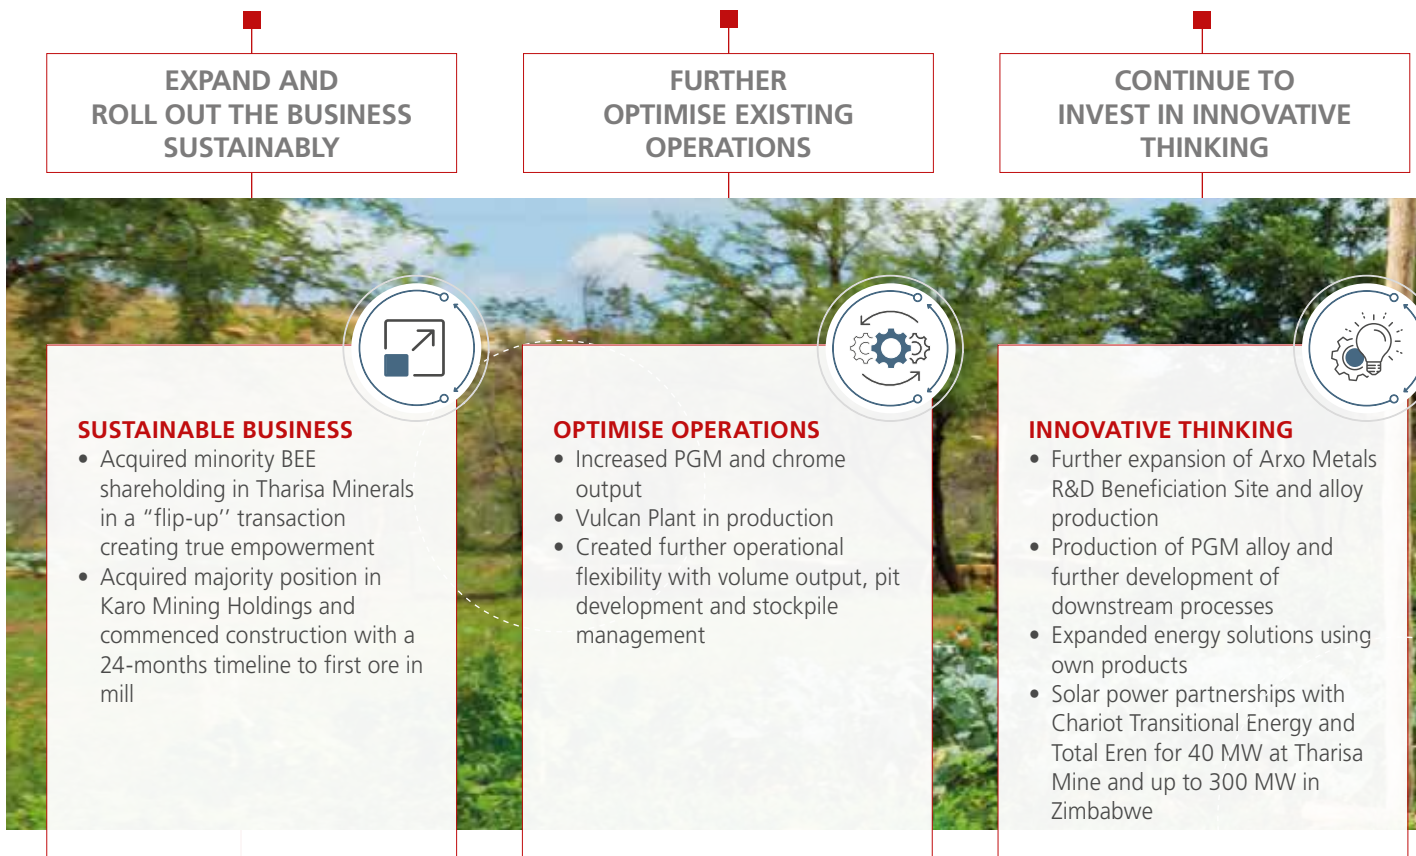 EXPAND AND
ROLL OUT THE BUSINESS
SUSTAINABLY
FURTHER
OPTIMISE EXISTING
OPERATIONS
CONTINUE TO
INVEST IN INNOVATIVE
THINKING
SUSTAINABLE BUSINESS
• Acquired minority BEE
shareholding in Tharisa Minerals
in a “flip-up’’ transaction
creating true empowerment
• Acquired majority position in
Karo Mining Holdings and
commenced construction with a
24-months timeline to first ore in
mill
OPTIMISE OPERATIONS
• Increased PGM and chrome
output
• Vulcan Plant in production
• Created further operational
flexibility with volume output, pit
development and stockpile
management
INNOVATIVE THINKING
• Further expansion of Arxo Metals
R&D Beneficiation Site and alloy
production
• Production of PGM alloy and
further development of
downstream processes
• Expanded energy solutions using
own products
• Solar power partnerships with
Chariot Transitional Energy and
Total Eren for 40 MW at Tharisa
Mine and up to 300 MW in
Zimbabwe